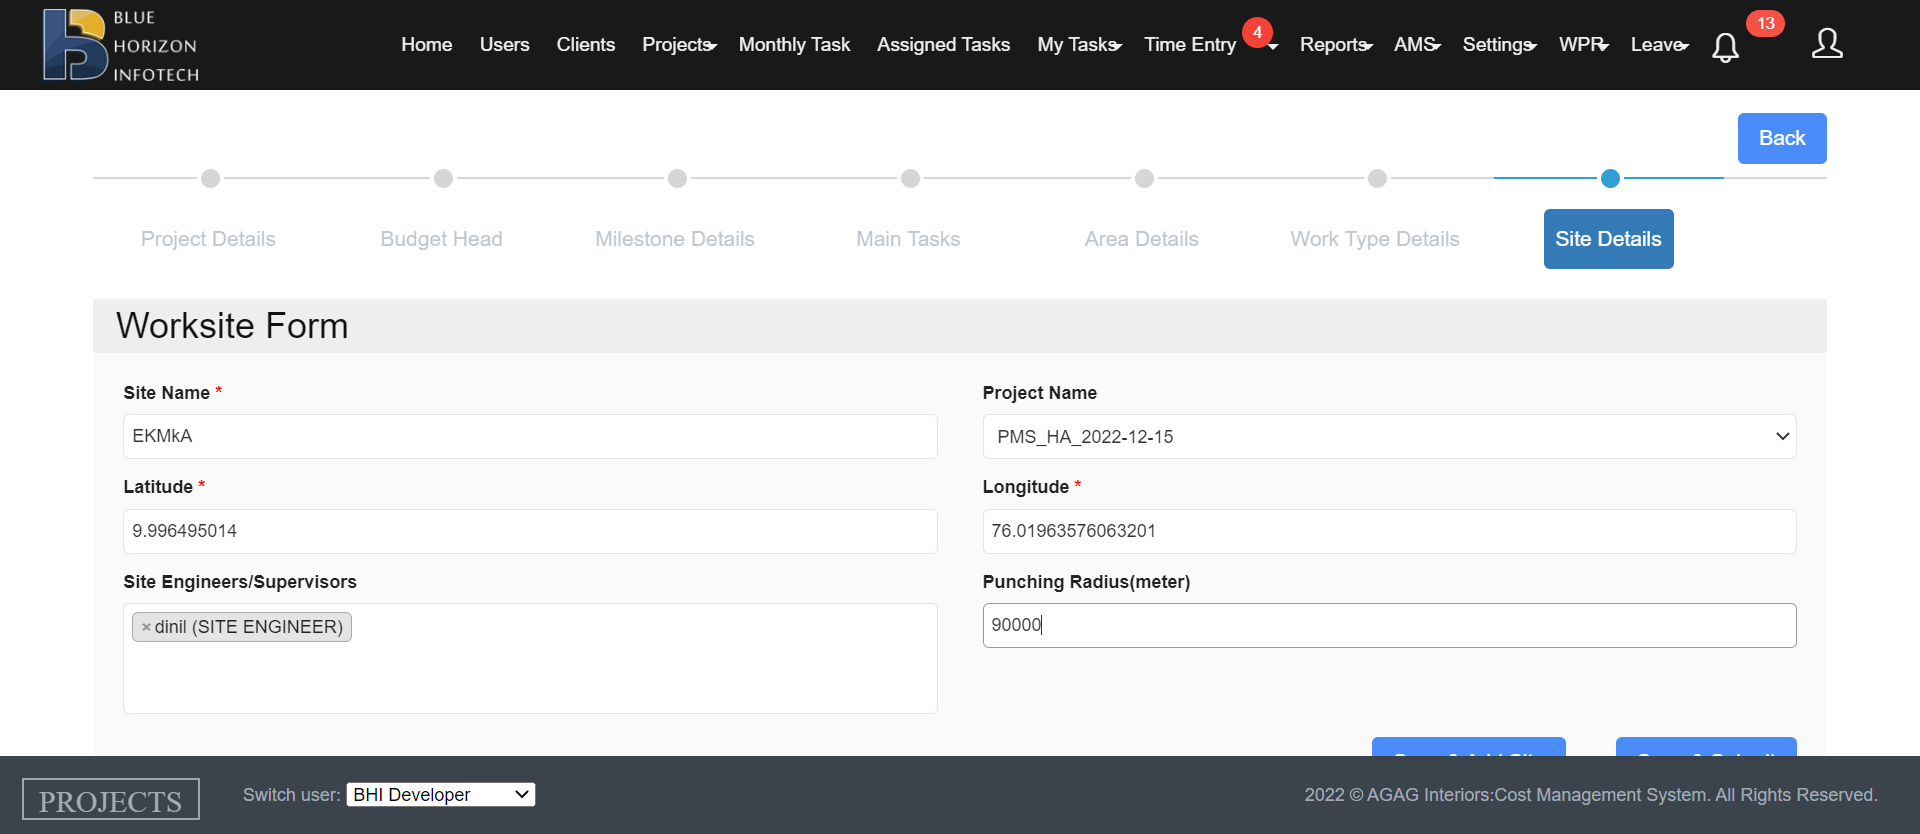 BLUE
HORIZON
INFOTECH
Home Users Clients Projects Monthly Task Assigned Tasks My Tasks Time Entry 4 Reports AMS Settings WPR Leave 13
Back
Project Details Budget Head Milestone Details Main Tasks Area Details Work Type Details Site Details
Worksite Form
Site Name * Project Name
EKMkA PMS_HA_2022-12-15
Latitude * Longitude *
9.996495014 76.01963576063201
Site Engineers/Supervisors Punching Radius(meter)
× dinil (SITE ENGINEER) 90000
PROJECTS Switch user: BHI Developer 2022 © AGAG Interiors:Cost Management System. All Rights Reserved.